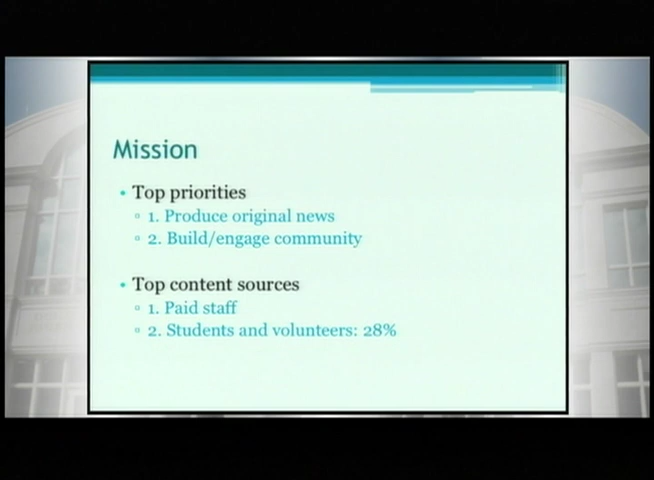 Mission
• Top priorities
▫ 1. Produce original news
▫ 2. Build/engage community
• Top content sources
▫ 1. Paid staff
▫ 2. Students and volunteers: 28%